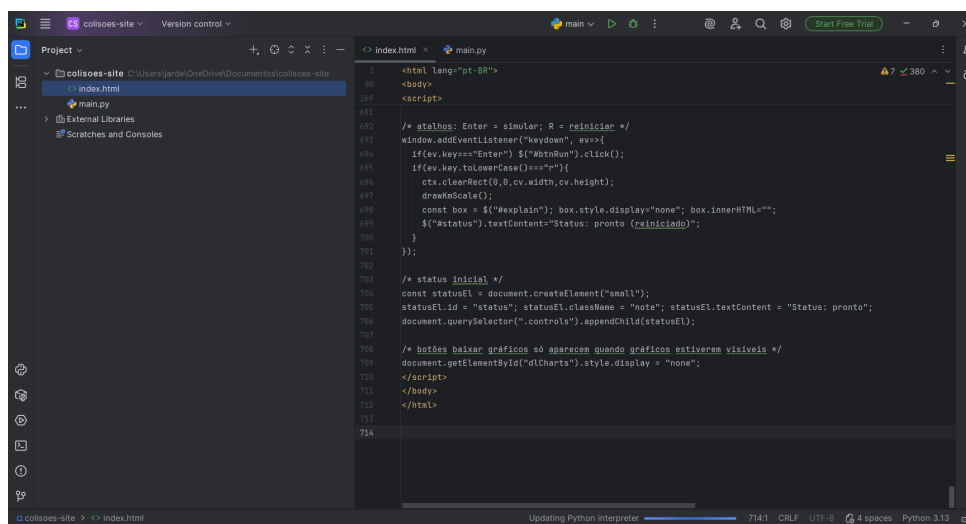 CS colisoes-site Version control main Start Free Trial
Project
index.html main.py
colisoes-site C:\Users\jarde\OneDrive\Documentos\colisoes-site
index.html
main.py
External Libraries
Scratches and Consoles
2 <html lang="pt-BR"> 7 380
80 <body>
269 <script>
691
692 /* atalhos: Enter = simular; R = reiniciar */
693 window.addEventListener("keydown", ev=>{
694 if(ev.key==="Enter") $("#btnRun").click();
695 if(ev.key.toLowerCase()==="r"){
696 ctx.clearRect(0,0,cv.width,cv.height);
697 drawKmScale();
698 const box = $("#explain"); box.style.display="none"; box.innerHTML="";
699 $("#status").textContent="Status: pronto (reiniciado)";
700 }
701 });
702
703 /* status inicial */
704 const statusEl = document.createElement("small");
705 statusEl.id = "status"; statusEl.className = "note"; statusEl.textContent = "Status: pronto";
706 document.querySelector(".controls").appendChild(statusEl);
707
708 /* botões baixar gráficos só aparecem quando gráficos estiverem visíveis */
709 document.getElementById("dlCharts").style.display = "none";
710 </script>
711 </body>
712 </html>
713
714
colisoes-site > index.html Updating Python interpreter 714:1 CRLF UTF-8 4 spaces Python 3.13